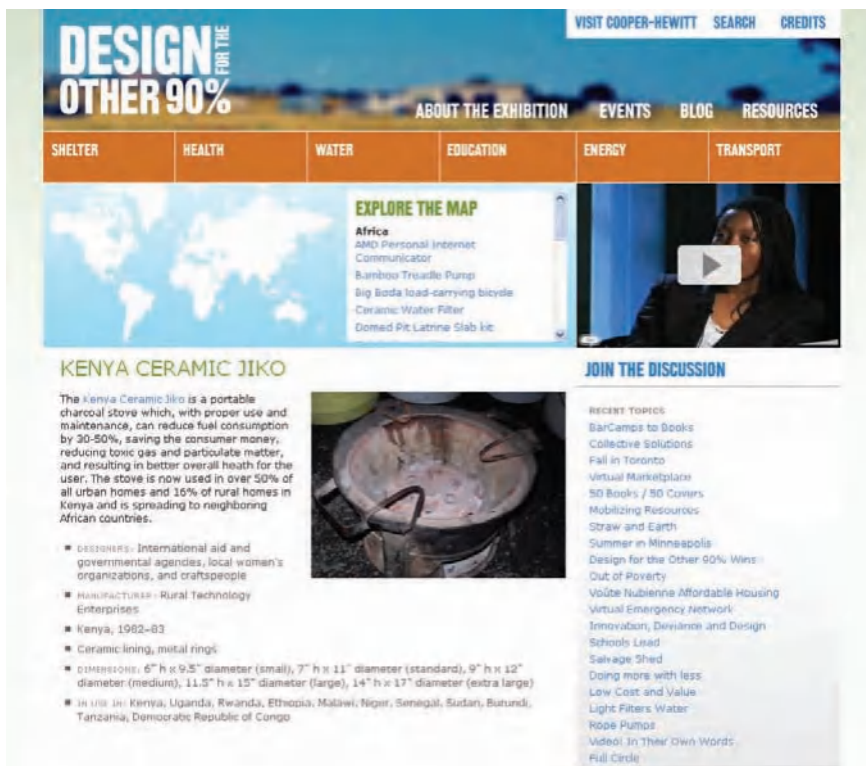 VISIT COOPER-HEWITT SEARCH CREDITS
DESIGN FOR THE
OTHER 90%
ABOUT THE EXHIBITION EVENTS BLOG RESOURCES
SHELTER HEALTH WATER EDUCATION ENERGY TRANSPORT
EXPLORE THE MAP
Africa
AMD Personal Internet
Communicator
Bamboo Treadle Pump
Big Boda load-carrying bicycle
Ceramic Water Filter
Domed Pit Latrine Slab kit
KENYA CERAMIC JIKO
The Kenya Ceramic Jiko is a portable
charcoal stove which, with proper use and
maintenance, can reduce fuel consumption
by 30-50%, saving the consumer money,
reducing toxic gas and particulate matter,
and resulting in better overall heath for the
user. The stove is now used in over 50% of
all urban homes and 16% of rural homes in
Kenya and is spreading to neighboring
African countries.
DESIGNERS: International aid and
governmental agencies, local women's
organizations, and craftspeople
MANUFACTURER: Rural Technology
Enterprises
Kenya, 1982-83
Ceramic lining, metal rings
DIMENSIONS: 6" h x 9.5" diameter (small), 7" h x 11" diameter (standard), 9" h x 12"
diameter (medium), 11.5" h x 15" diameter (large), 14" h x 17" diameter (extra large)
IN USE IN: Kenya, Uganda, Rwanda, Ethiopia, Malawi, Niger, Senegal, Sudan, Burundi,
Tanzania, Democratic Republic of Congo
JOIN THE DISCUSSION
RECENT TOPICS
BarCamps to Books
Collective Solutions
Fall in Toronto
Virtual Marketplace
50 Books / 50 Covers
Mobilizing Resources
Straw and Earth
Summer in Minneapolis
Design for the Other 90% Wins
Out of Poverty
Voûte Nubienne Affordable Housing
Virtual Emergency Network
Innovation, Deviance and Design
Schools Lead
Salvage Shed
Doing more with less
Low Cost and Value
Light Filters Water
Rope Pumps
Video! In Their Own Words
Full Circle